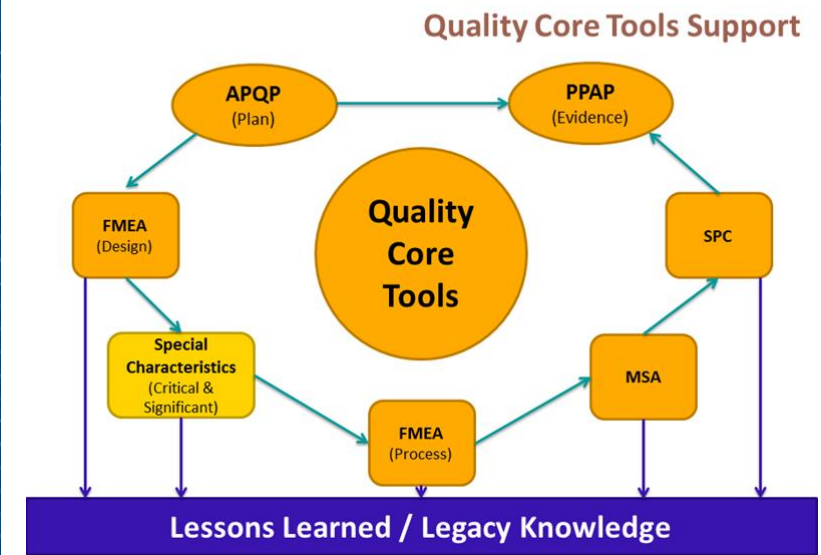 Quality Core Tools Support
APQP
(Plan)
PPAP
(Evidence)
FMEA
(Design)
Quality
Core
Tools
SPC
Special
Characteristics
(Critical &
Significant)
MSA
FMEA
(Process)
Lessons Learned / Legacy Knowledge